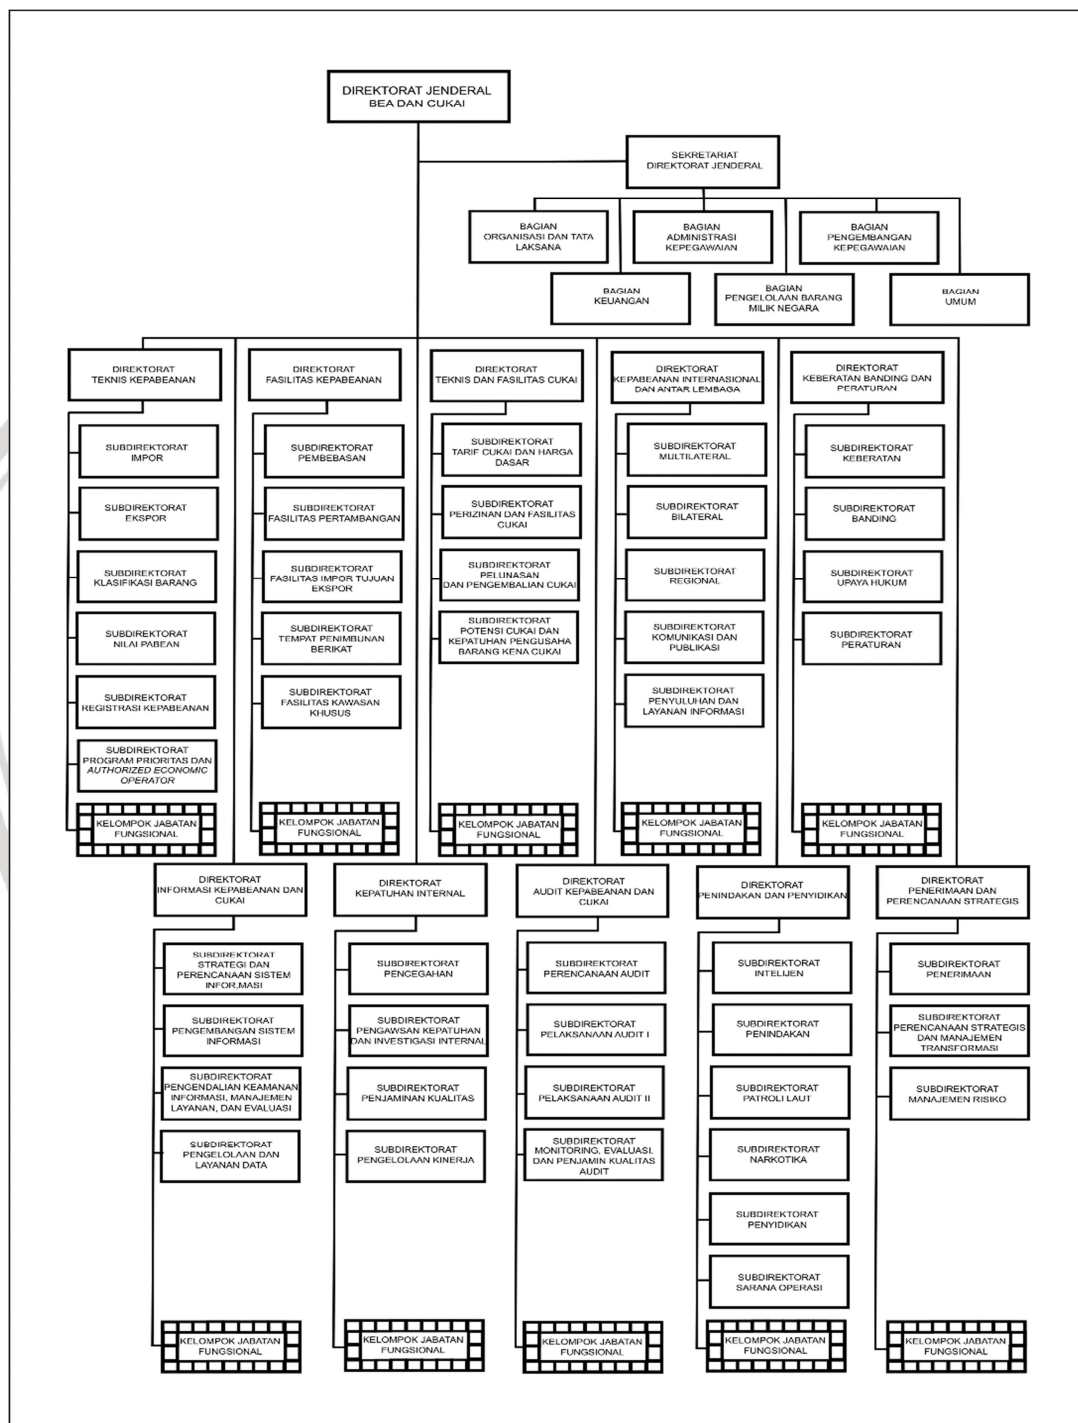 DIREKTORAT JENDERAL
BEA DAN CUKAI
SEKRETARIAT
DIREKTORAT JENDERAL
BAGIAN
ORGANISASI DAN TATA
LAKSANA
BAGIAN
ADMINISTRASI
KEPEGAWAIAN
BAGIAN
PENGEMBANGAN
KEPEGAWAIAN
BAGIAN
KEUANGAN
BAGIAN
PENGELOLAAN BARANG
MILIK NEGARA
BAGIAN
UMUM
DIREKTORAT
TEKNIS KEPABEANAN
SUBDIREKTORAT
IMPOR
SUBDIREKTORAT
EKSPOR
SUBDIREKTORAT
KLASIFIKASI BARANG
SUBDIREKTORAT
NILAI PABEAN
SUBDIREKTORAT
REGISTRASI KEPABEANAN
SUBDIREKTORAT
PROGRAM PRIORITAS DAN
AUTHORIZED ECONOMIC
OPERATOR
KELOMPOK JABATAN
FUNGSIONAL
DIREKTORAT
FASILITAS KEPABEANAN
SUBDIREKTORAT
PEMBEBASAN
SUBDIREKTORAT
FASILITAS PERTAMBANGAN
SUBDIREKTORAT
FASILITAS IMPOR TUJUAN
EKSPOR
SUBDIREKTORAT
TEMPAT PENIMBUNAN
BERIKAT
SUBDIREKTORAT
FASILITAS KAWASAN
KHUSUS
KELOMPOK JABATAN
FUNGSIONAL
DIREKTORAT
TEKNIS DAN FASILITAS CUKAI
SUBDIREKTORAT
TARIF CUKAI DAN HARGA
DASAR
SUBDIREKTORAT
PERIZINAN DAN FASILITAS
CUKAI
SUBDIREKTORAT
PELUNASAN
DAN PENGEMBALIAN CUKAI
SUBDIREKTORAT
POTENSI CUKAI DAN
KEPATUHAN PENGUSAHA
BARANG KENA CUKAI
KELOMPOK JABATAN
FUNGSIONAL
DIREKTORAT
KEPABEANAN INTERNASIONAL
DAN ANTAR LEMBAGA
SUBDIREKTORAT
MULTILATERAL
SUBDIREKTORAT
BILATERAL
SUBDIREKTORAT
REGIONAL
SUBDIREKTORAT
KOMUNIKASI DAN
PUBLIKASI
SUBDIREKTORAT
PENYULUHAN DAN
LAYANAN INFORMASI
KELOMPOK JABATAN
FUNGSIONAL
DIREKTORAT
KEBERATAN BANDING DAN
PERATURAN
SUBDIREKTORAT
KEBERATAN
SUBDIREKTORAT
BANDING
SUBDIREKTORAT
UPAYA HUKUM
SUBDIREKTORAT
PERATURAN
KELOMPOK JABATAN
FUNGSIONAL
DIREKTORAT
INFORMASI KEPABEANAN DAN
CUKAI
SUBDIREKTORAT
STRATEGI DAN
PERENCANAAN SISTEM
INFOR,MASI
SUBDIREKTORAT
PENGEMBANGAN SISTEM
INFORMASI
SUBDIREKTORAT
PENGENDALIAN KEAMANAN
INFORMASI, MANAJEMEN
LAYANAN, DAN EVALUASI
SUBDIREKTORAT
PENGELOLAAN DAN
LAYANAN DATA
KELOMPOK JABATAN
FUNGSIONAL
DIREKTORAT
KEPATUHAN INTERNAL
SUBDIREKTORAT
PENCEGAHAN
SUBDIREKTORAT
PENGAWSAN KEPATUHAN
DAN INVESTIGASI INTERNAL
SUBDIREKTORAT
PENJAMINAN KUALITAS
SUBDIREKTORAT
PENGELOLAAN KINERJA
KELOMPOK JABATAN
FUNGSIONAL
DIREKTORAT
AUDIT KEPABEANAN DAN
CUKAI
SUBDIREKTORAT
PERENCANAAN AUDIT
SUBDIREKTORAT
PELAKSANAAN AUDIT I
SUBDIREKTORAT
PELAKSANAAN AUDIT II
SUBDIREKTORAT
MONITORING, EVALUASI,
DAN PENJAMIN KUALITAS
AUDIT
KELOMPOK JABATAN
FUNGSIONAL
DIREKTORAT
PENINDAKAN DAN PENYIDIKAN
SUBDIREKTORAT
INTELIJEN
SUBDIREKTORAT
PENINDAKAN
SUBDIREKTORAT
PATROLI LAUT
SUBDIREKTORAT
NARKOTIKA
SUBDIREKTORAT
PENYIDIKAN
SUBDIREKTORAT
SARANA OPERASI
KELOMPOK JABATAN
FUNGSIONAL
DIREKTORAT
PENERIMAAN DAN
PERENCANAAN STRATEGIS
SUBDIREKTORAT
PENERIMAAN
SUBDIREKTORAT
PERENCANAAN STRATEGIS
DAN MANAJEMEN
TRANSFORMASI
SUBDIREKTORAT
MANAJEMEN RISIKO
KELOMPOK JABATAN
FUNGSIONAL